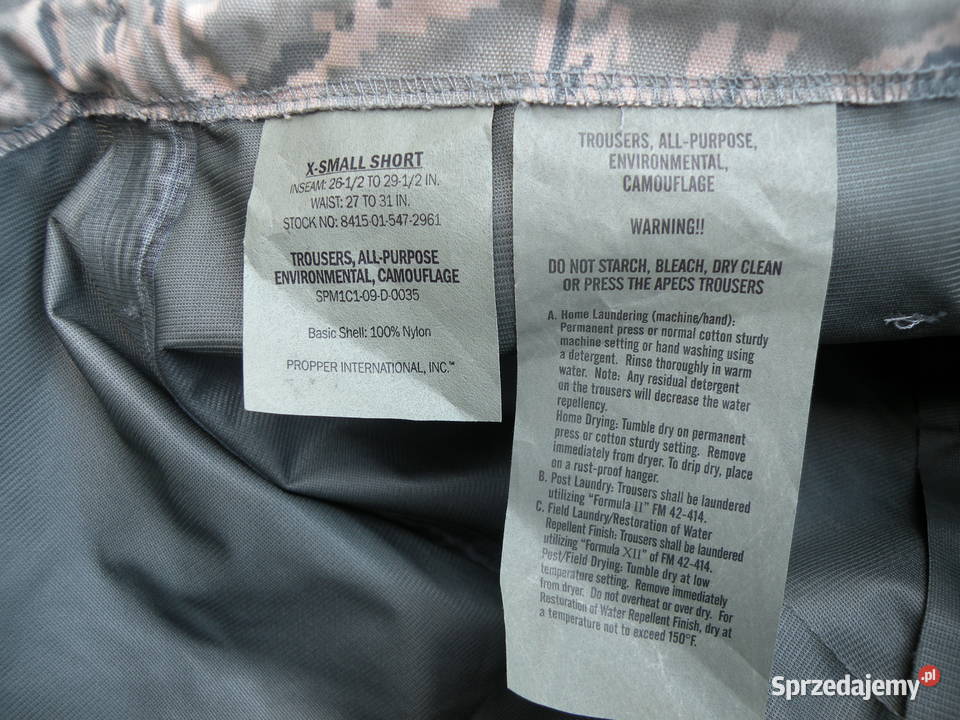 X-SMALL SHORT
INSEAM: 26-1/2 TO 29-1/2 IN.
WAIST: 27 TO 31 IN.
STOCK NO: 8415-01-547-2961
TROUSERS, ALL-PURPOSE
ENVIRONMENTAL, CAMOUFLAGE
SPM1C1-09-D-0035
Basic Shell: 100% Nylon
PROPPER INTERNATIONAL, INC.™
TROUSERS, ALL-PURPOSE,
ENVIRONMENTAL,
CAMOUFLAGE
WARNING!!
DO NOT STARCH, BLEACH, DRY CLEAN
OR PRESS THE APECS TROUSERS
A. Home Laundering (machine/hand):
Permanent press or normal cotton sturdy
machine setting or hand washing using
a detergent. Rinse thoroughly in warm
water. Note: Any residual detergent
on the trousers will decrease the water
repellency.
Home Drying: Tumble dry on permanent
press or cotton sturdy setting. Remove
immediately from dryer. To drip dry, place
on a rust-proof hanger.
B. Post Laundry: Trousers shall be laundered
utilizing "Formula II" FM 42-414.
C. Field Laundry/Restoration of Water
Repellent Finish: Trousers shall be laundered
utilizing "Formula XII" of FM 42-414.
Post/Field Drying: Tumble dry at low
temperature setting. Remove immediately
from dryer. Do not overheat or over dry. For
Restoration of Water Repellent Finish, dry at
a temperature not to exceed 150°F.
Sprzedajemy.pl